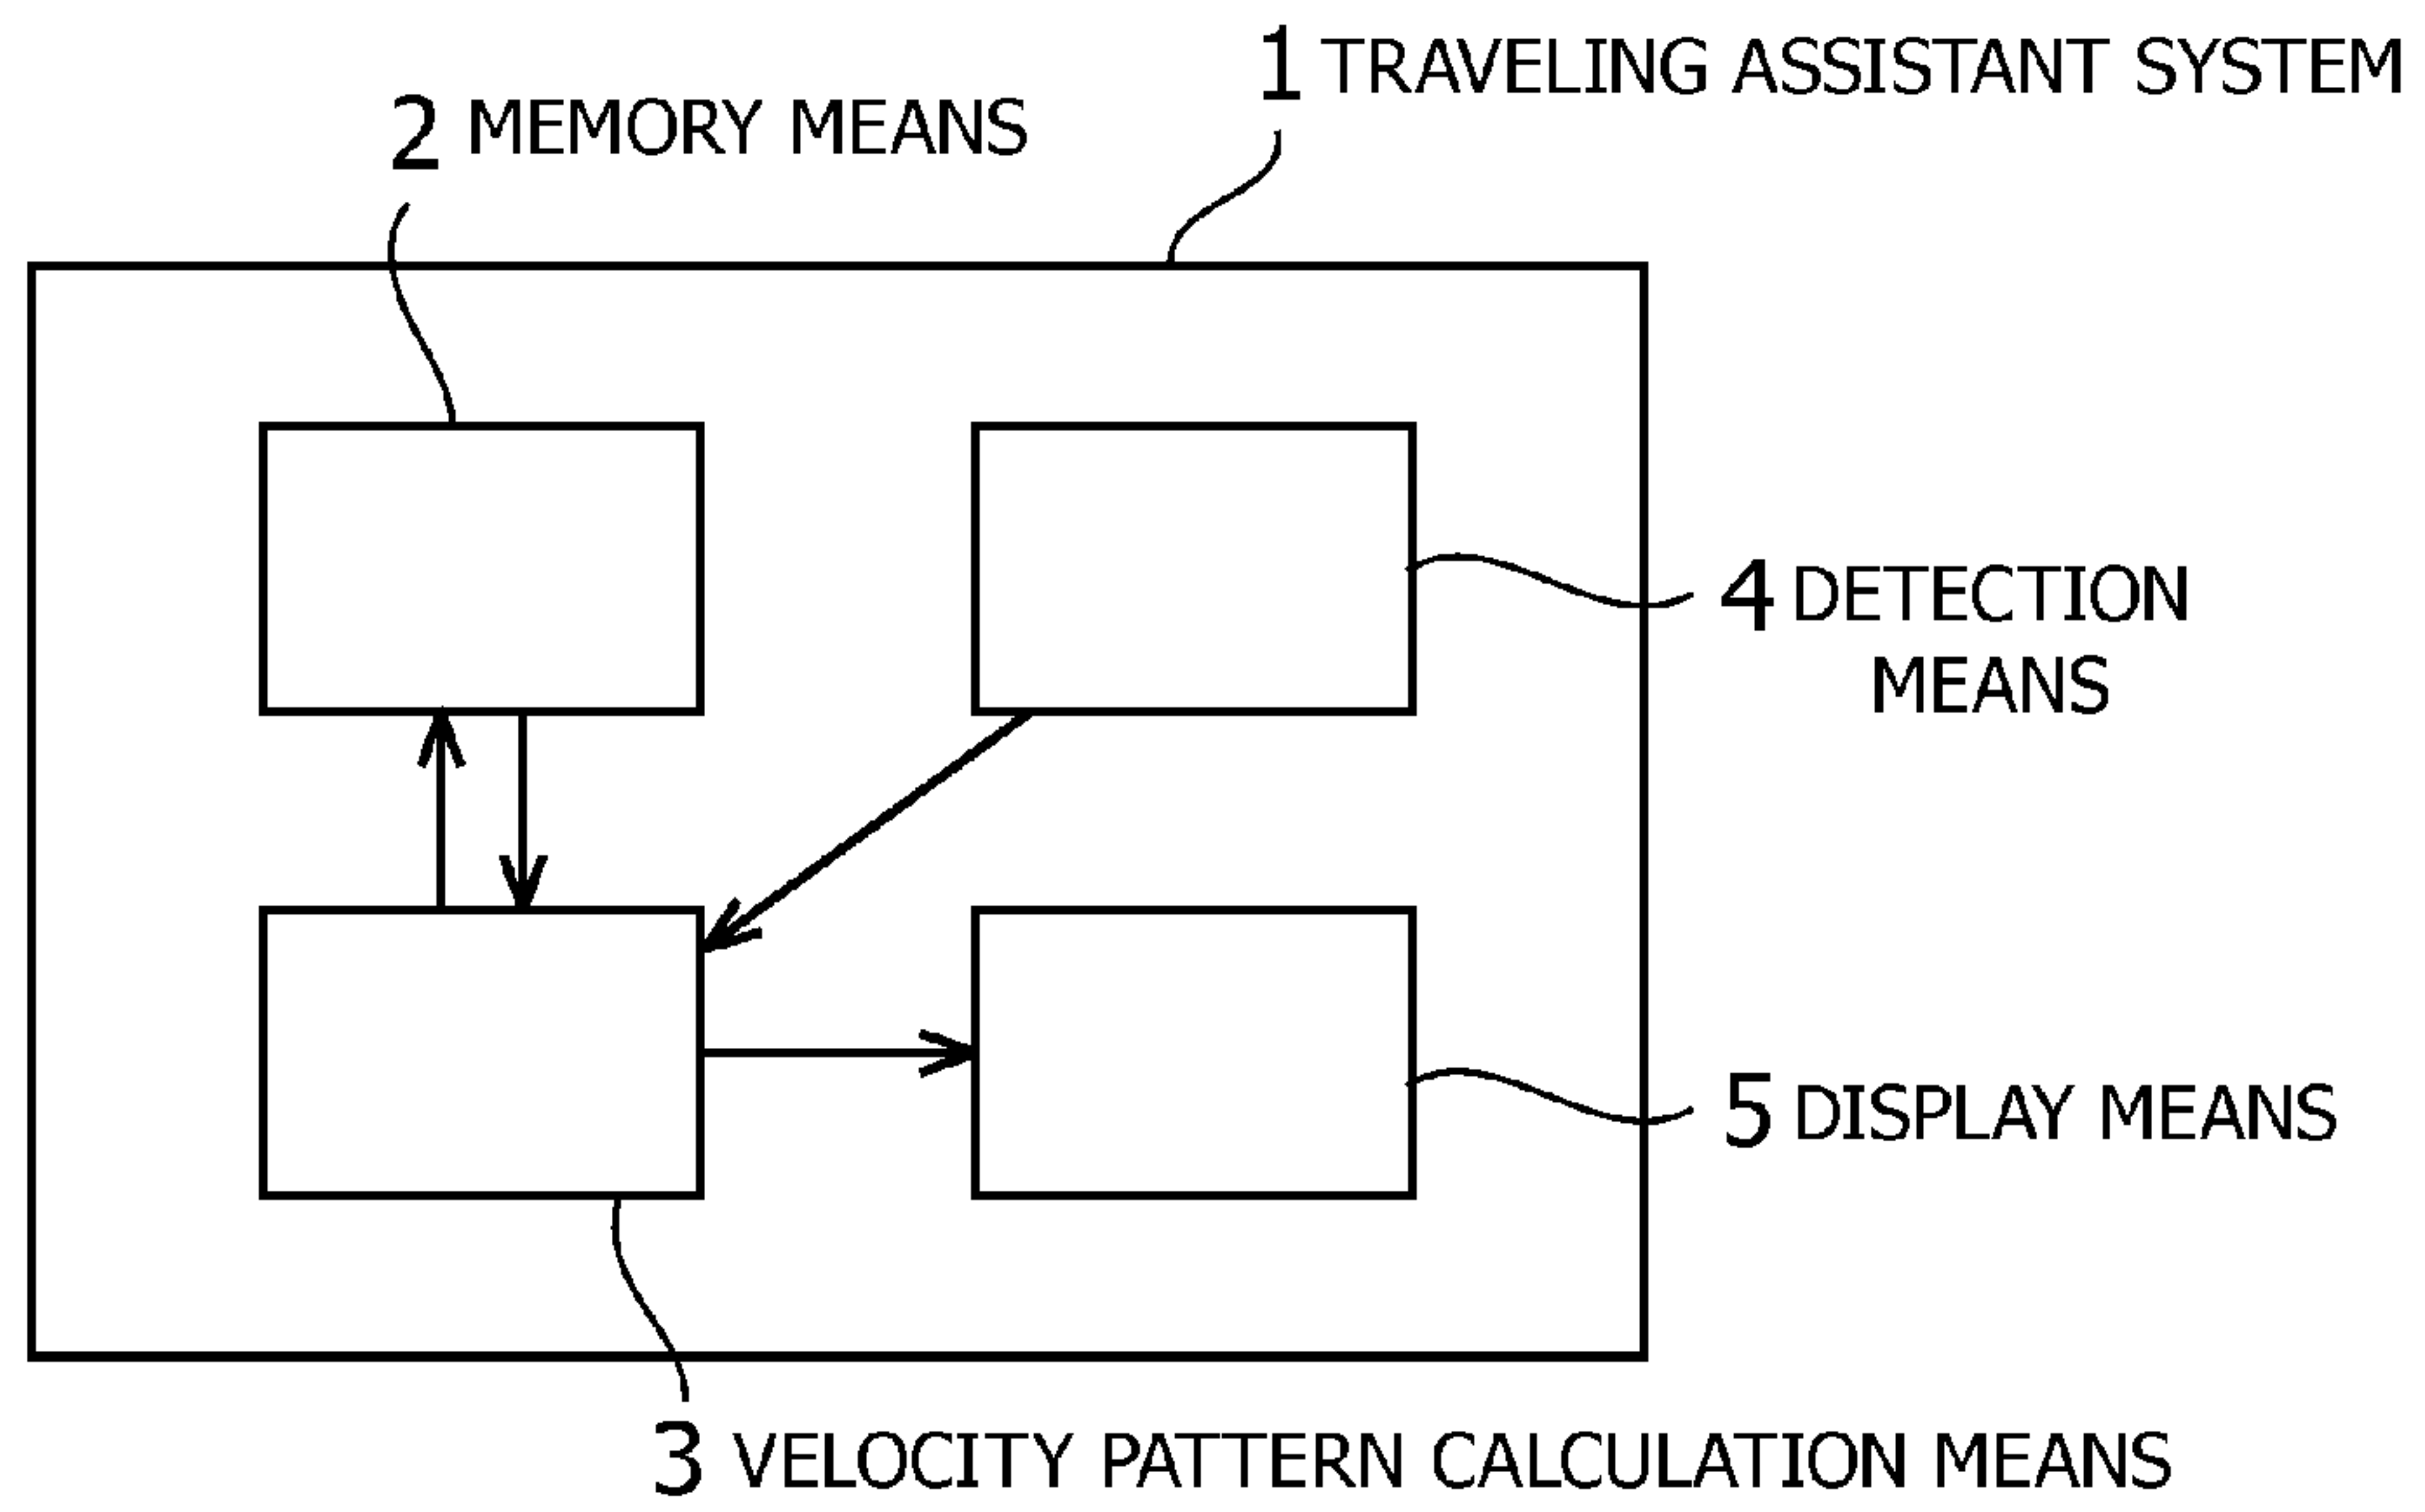 1 TRAVELING ASSISTANT SYSTEM
2 MEMORY MEANS
4 DETECTION
MEANS
5 DISPLAY MEANS
3 VELOCITY PATTERN CALCULATION MEANS